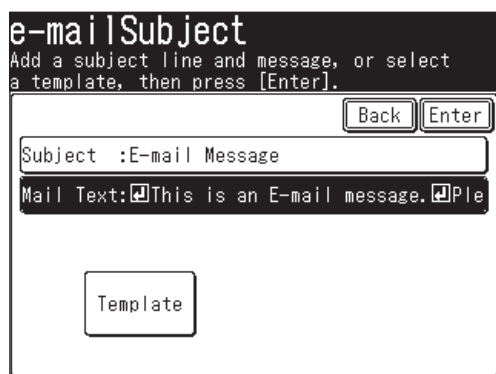 e-mailSubject
Add a subject line and message, or select
a template, then press [Enter].
Back Enter
Subject :E-mail Message
Mail Text:↵This is an E-mail message.↵Ple
Template